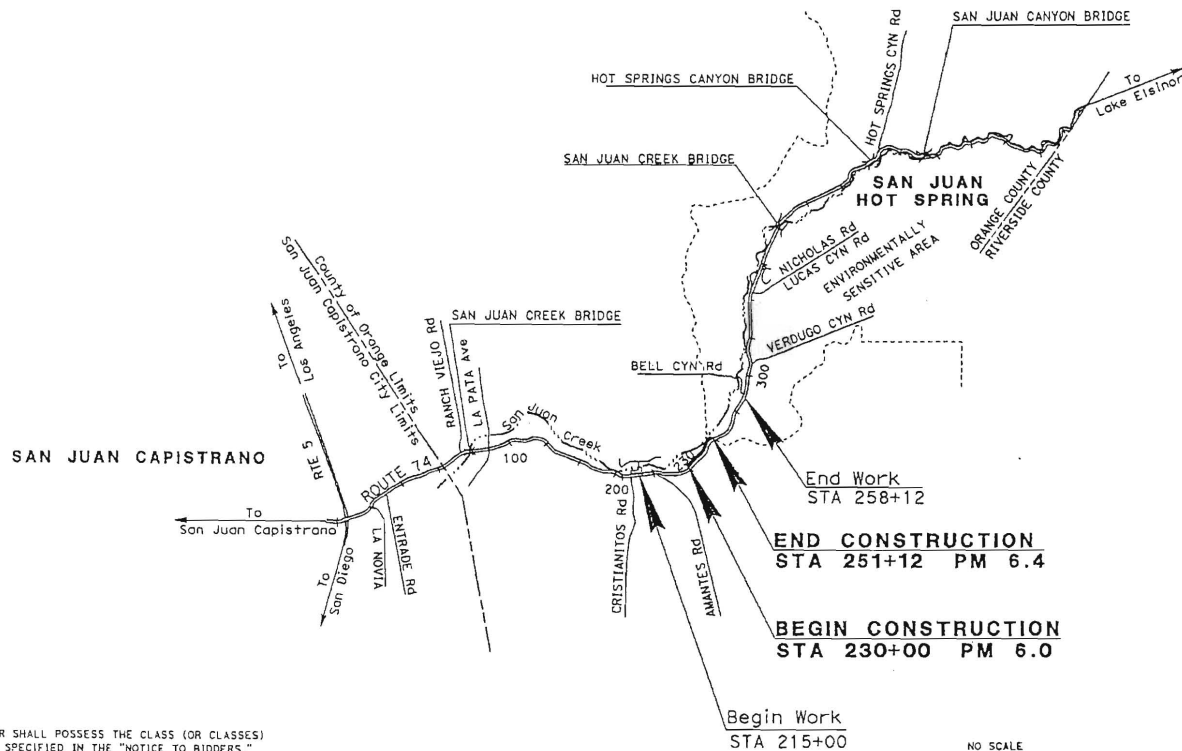 SAN JUAN CANYON BRIDGE
HOT SPRINGS CYN Rd
HOT SPRINGS CANYON BRIDGE
To
Lake Elsinor
SAN JUAN CREEK BRIDGE
SAN JUAN
HOT SPRING
ORANGE COUNTY
RIVERSIDE COUNTY
NICHOLAS Rd
LUCAS CYN Rd
ENVIRONMENTALLY
SENSITIVE AREA
County of Orange Limits
San Juan Capistrano City Limits
To
Los Angeles
RANCH VIEJO Rd
SAN JUAN CREEK BRIDGE
LA PATA Ave
VERDUGO CYN Rd
BELL CYN Rd
300
San Juan
Creek
SAN JUAN CAPISTRANO
RTE 5
ROUTE 74
100
200
230
End Work
STA 258+12
To
San Juan Capistrano
To
San Diego
LA NOVIA
ENTRADE Rd
CRISTIANITOS Rd
AMANTES Rd
END CONSTRUCTION
STA 251+12 PM 6.4
BEGIN CONSTRUCTION
STA 230+00 PM 6.0
Begin Work
STA 215+00
R SHALL POSSESS THE CLASS (OR CLASSES)
SPECIFIED IN THE "NOTICE TO BIDDERS."
NO SCALE